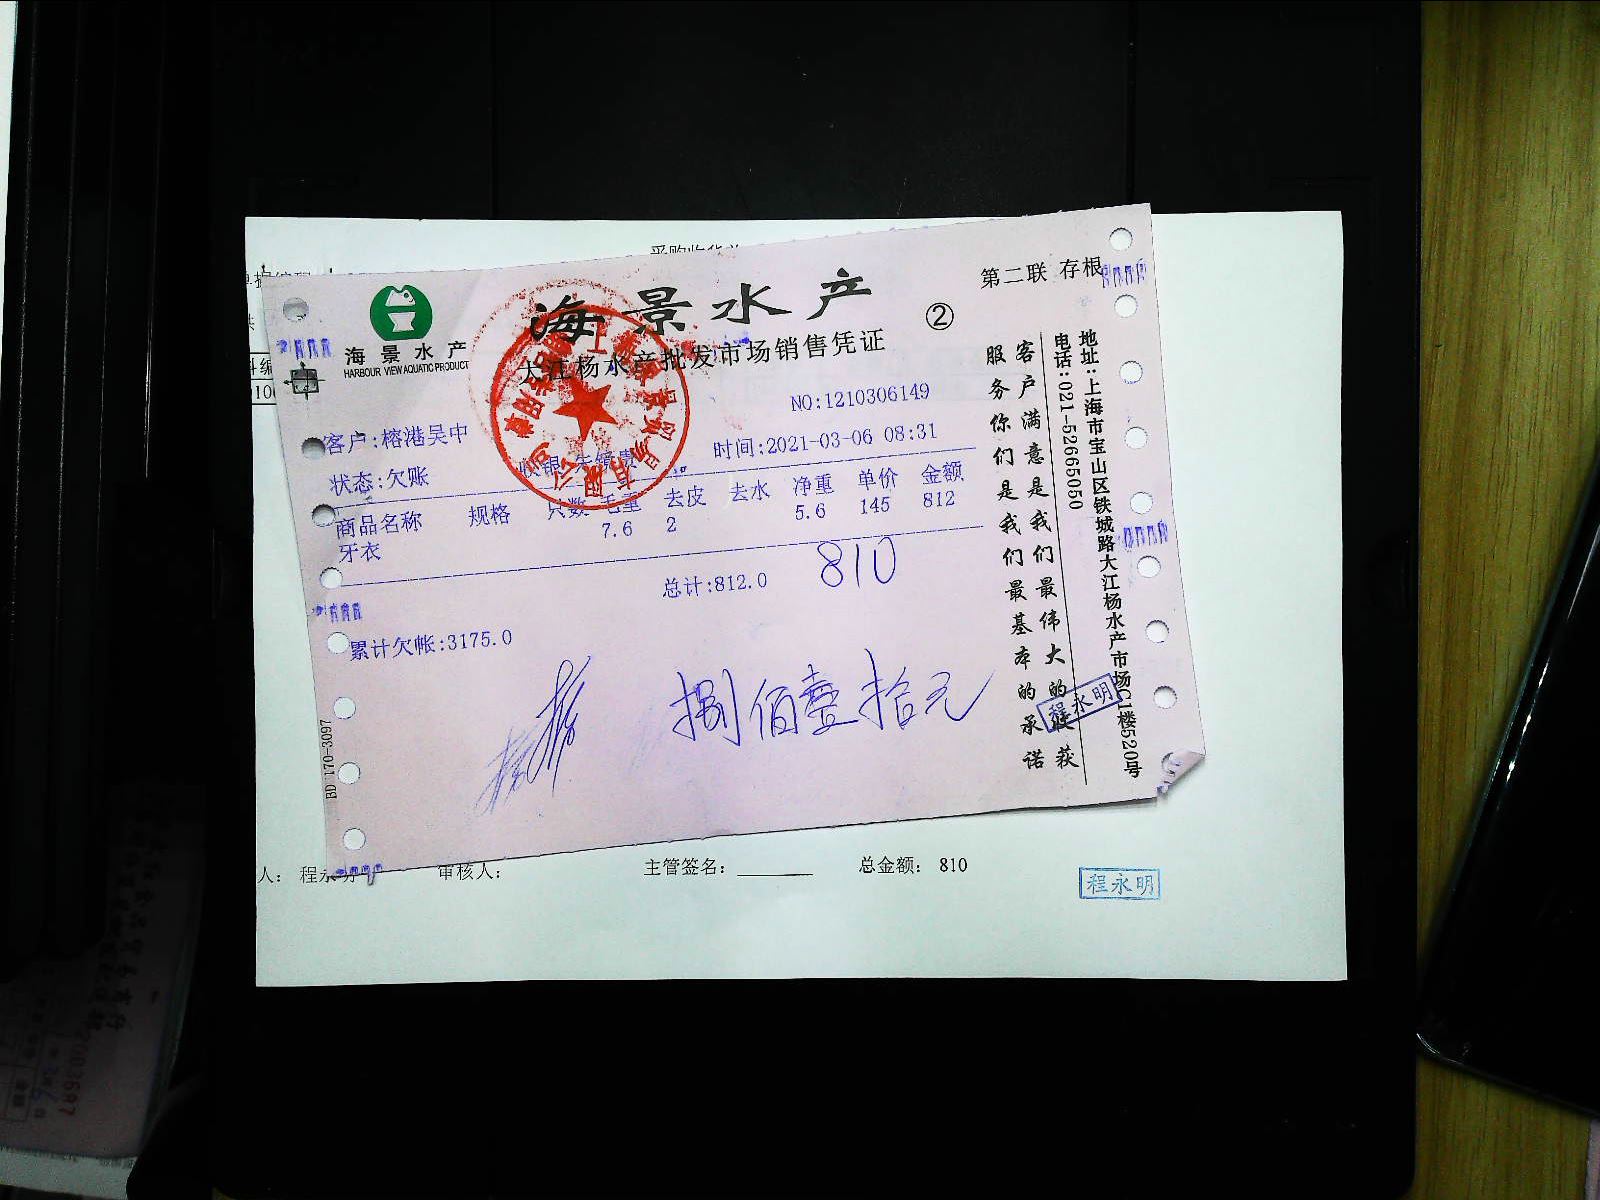 第二联 存根
海景水产
②
海景水产
HARBOUR VIEW AQUATIC PRODUCT
大江杨水产批发市场销售凭证
NO:1210306149
客户:榕港吴中
时间:2021-03-06 08:31
状态:欠账
商品名称 规格 只数 毛重 去皮 去水 净重 单价 金额
牙衣 7.6 2 5.6 145 812
总计:812.0
810
累计欠帐:3175.0
捌佰壹拾元
客户满意是我们最伟大的收获
服务你们是我们最基本的承诺
地址:上海市宝山区铁城路大江杨水产市场C1楼520号
电话:021-52665050
程永明
BD 170-3097
人: 程永明 审核人: 主管签名: 总金额: 810
程永明